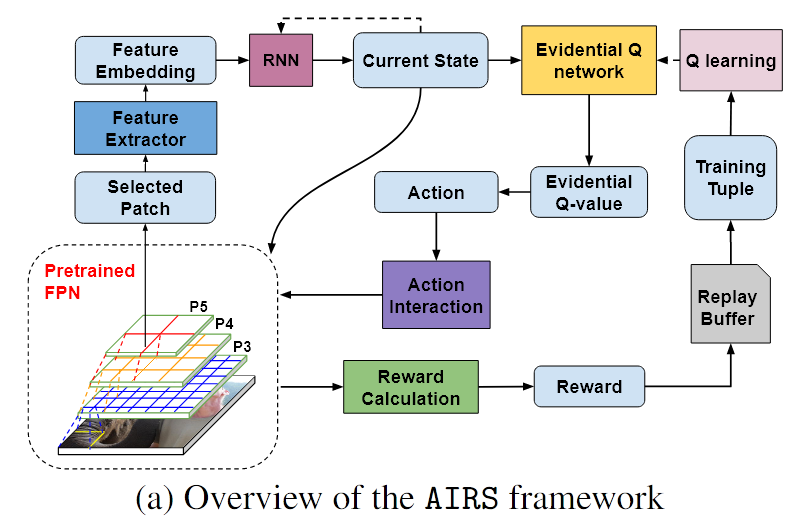 Feature
Embedding
RNN
Current State
Evidential Q
network
Q learning
Feature
Extractor
Selected
Patch
Action
Evidential
Q-value
Training
Tuple
Pretrained
FPN
Action
Interaction
Replay
Buffer
P5
P4
P3
Reward
Calculation
Reward
(a) Overview of the AIRS framework